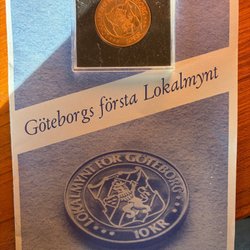 Göteborgs första Lokalmynt
· LOKALMYNT FÖR GÖTEBORG ·
10 KR